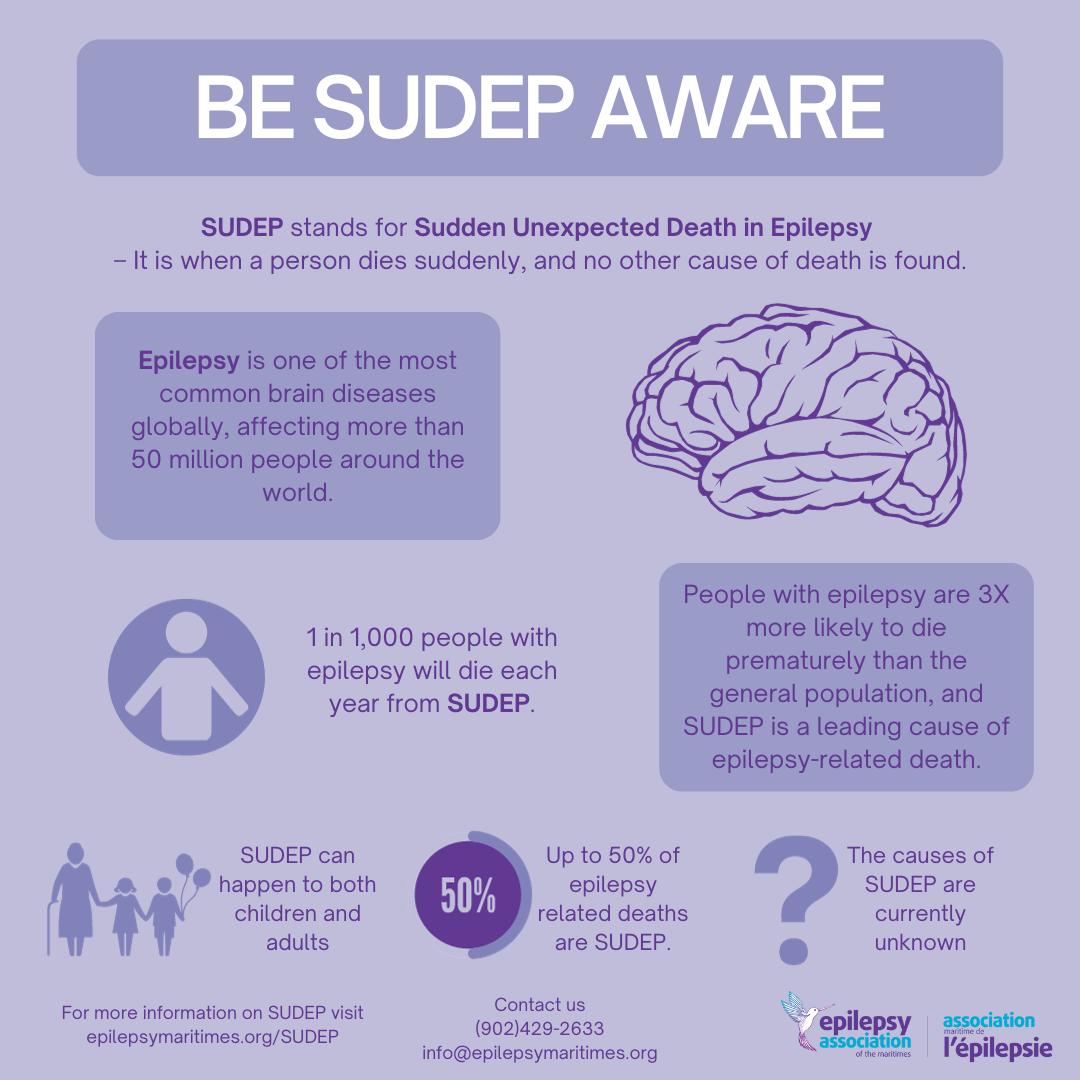 BE SUDEP AWARE
SUDEP stands for Sudden Unexpected Death in Epilepsy
– It is when a person dies suddenly, and no other cause of death is found.
Epilepsy is one of the most
common brain diseases
globally, affecting more than
50 million people around the
world.
1 in 1,000 people with
epilepsy will die each
year from SUDEP.
People with epilepsy are 3X
more likely to die
prematurely than the
general population, and
SUDEP is a leading cause of
epilepsy-related death.
SUDEP can
happen to both
children and
adults
50%
Up to 50% of
epilepsy
related deaths
are SUDEP.
?
The causes of
SUDEP are
currently
unknown
For more information on SUDEP visit
epilepsymaritimes.org/SUDEP
Contact us
(902)429-2633
info@epilepsymaritimes.org
epilepsy
association
of the maritimes
association
maritime de
l'épilepsie